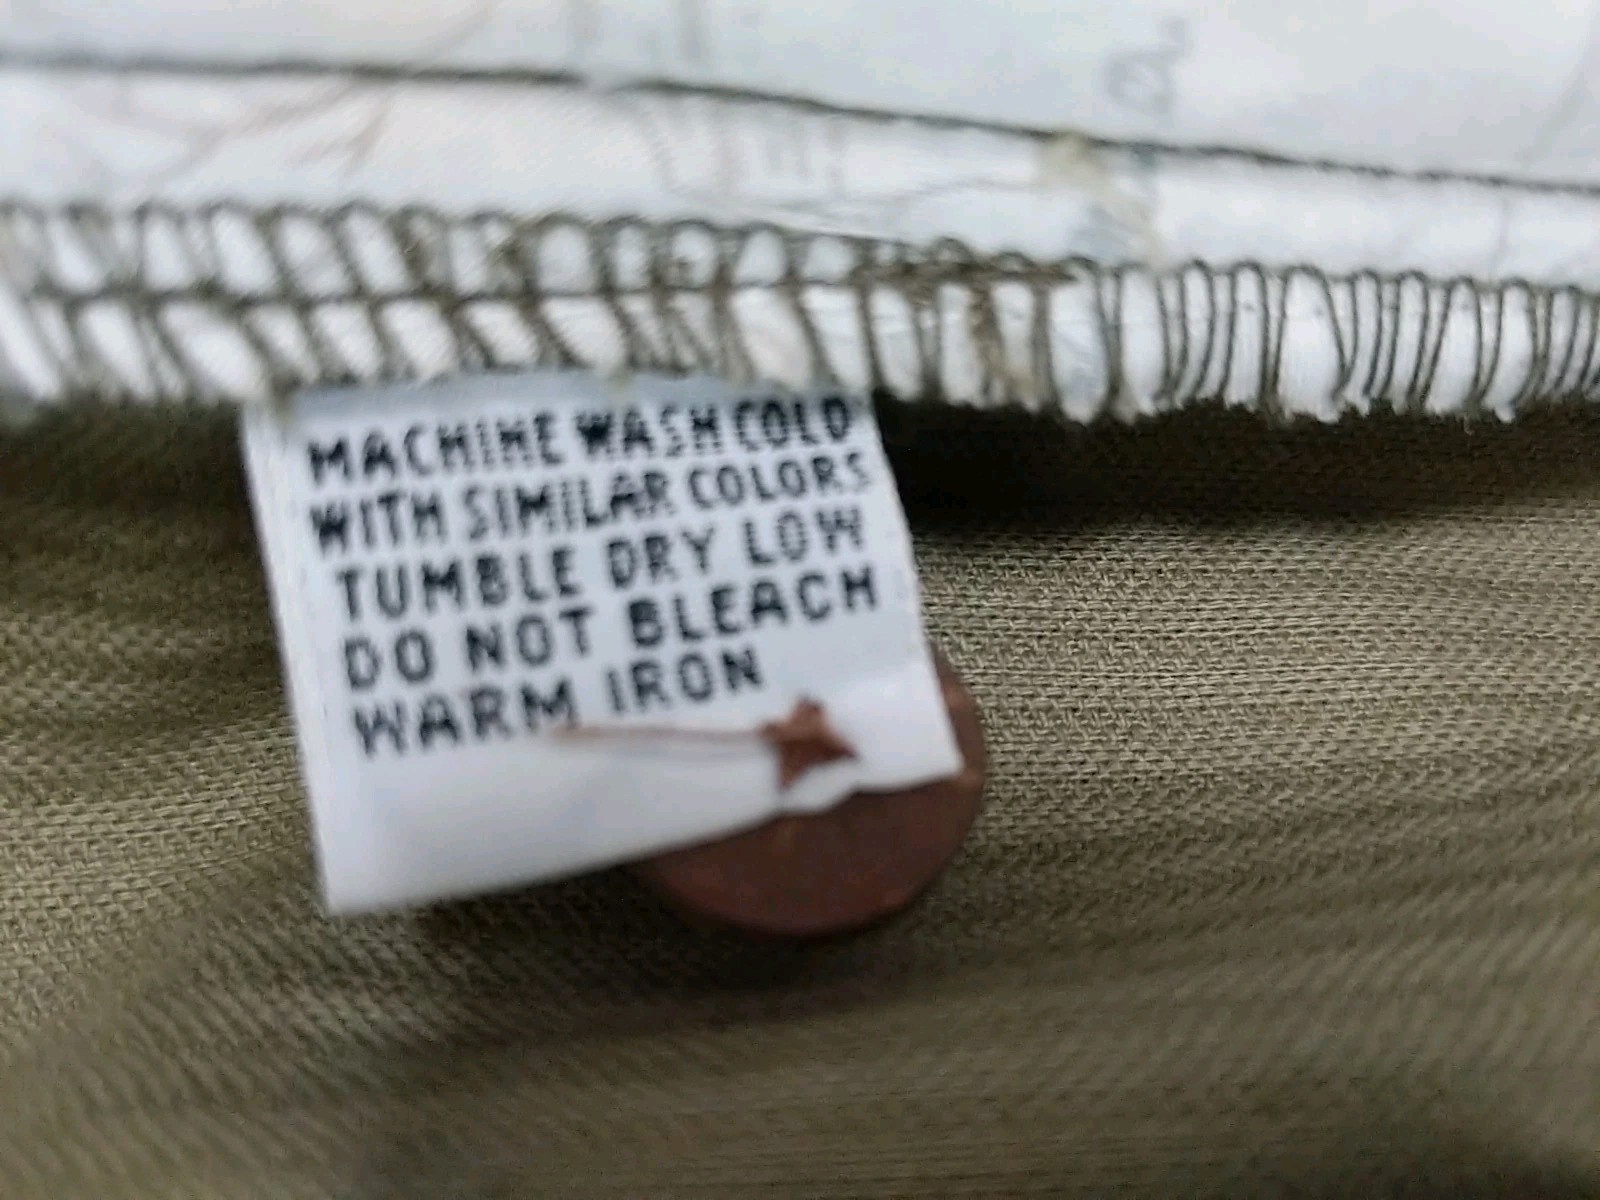 MACHINE WASH COLD
WITH SIMILAR COLORS
TUMBLE DRY LOW
DO NOT BLEACH
WARM IRON